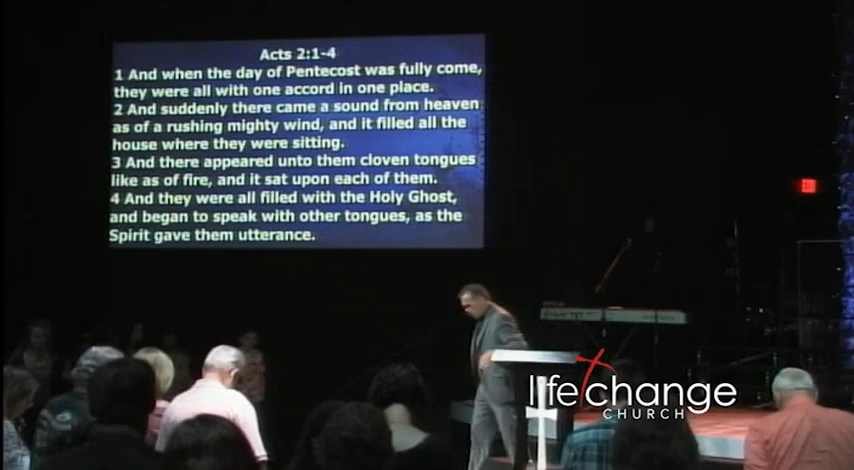 Acts 2:1-4
1 And when the day of Pentecost was fully come,
they were all with one accord in one place.
2 And suddenly there came a sound from heaven
as of a rushing mighty wind, and it filled all the
house where they were sitting.
3 And there appeared unto them cloven tongues
like as of fire, and it sat upon each of them.
4 And they were all filled with the Holy Ghost,
and began to speak with other tongues, as the
Spirit gave them utterance.
life change
CHURCH